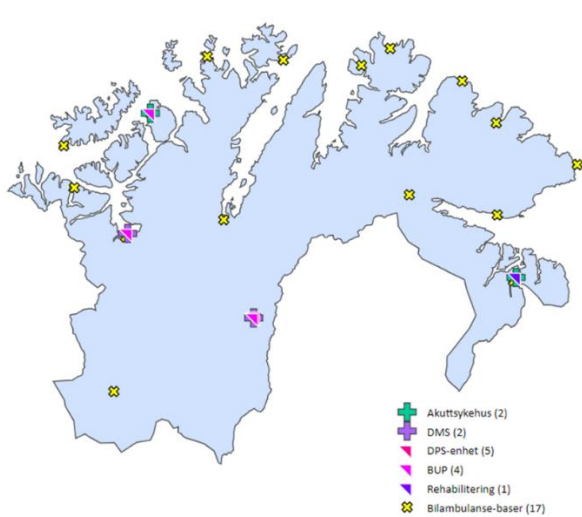 Akuttsykehus (2)
DMS (2)
DPS-enhet (5)
BUP (4)
Rehabilitering (1)
Bilambulanse-baser (17)